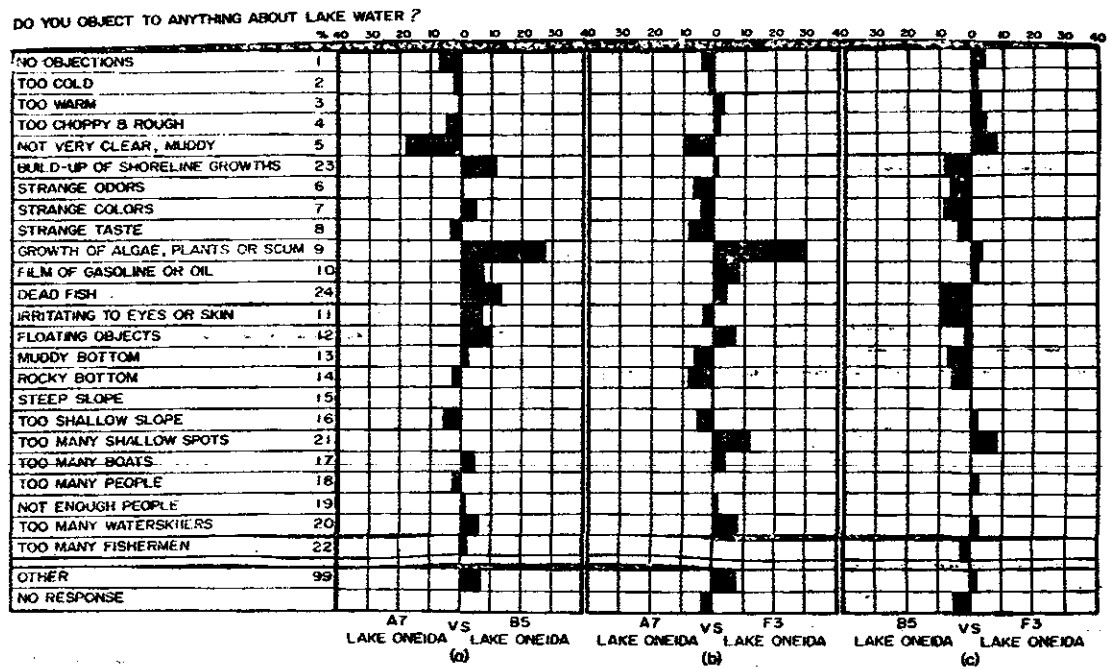 DO YOU OBJECT TO ANYTHING ABOUT LAKE WATER ?
% 40 30 20 10 0 10 20 30 40 30 20 10 0 10 20 30 40 30 20 10 0 10 20 30 40
NO OBJECTIONS 1
TOO COLD 2
TOO WARM 3
TOO CHOPPY & ROUGH 4
NOT VERY CLEAR, MUDDY 5
BUILD-UP OF SHORELINE GROWTHS 23
STRANGE ODORS 6
STRANGE COLORS 7
STRANGE TASTE 8
GROWTH OF ALGAE, PLANTS OR SCUM 9
FILM OF GASOLINE OR OIL 10
DEAD FISH 24
IRRITATING TO EYES OR SKIN 11
FLOATING OBJECTS 12
MUDDY BOTTOM 13
ROCKY BOTTOM 14
STEEP SLOPE 15
TOO SHALLOW SLOPE 16
TOO MANY SHALLOW SPOTS 21
TOO MANY BOATS 17
TOO MANY PEOPLE 18
NOT ENOUGH PEOPLE 19
TOO MANY WATERSKIIERS 20
TOO MANY FISHERMEN 22
OTHER 99
NO RESPONSE
A7 VS B5 A7 VS F3 B5 VS F3
LAKE ONEIDA LAKE ONEIDA LAKE ONEIDA LAKE ONEIDA LAKE ONEIDA LAKE ONEIDA
(a) (b) (c)